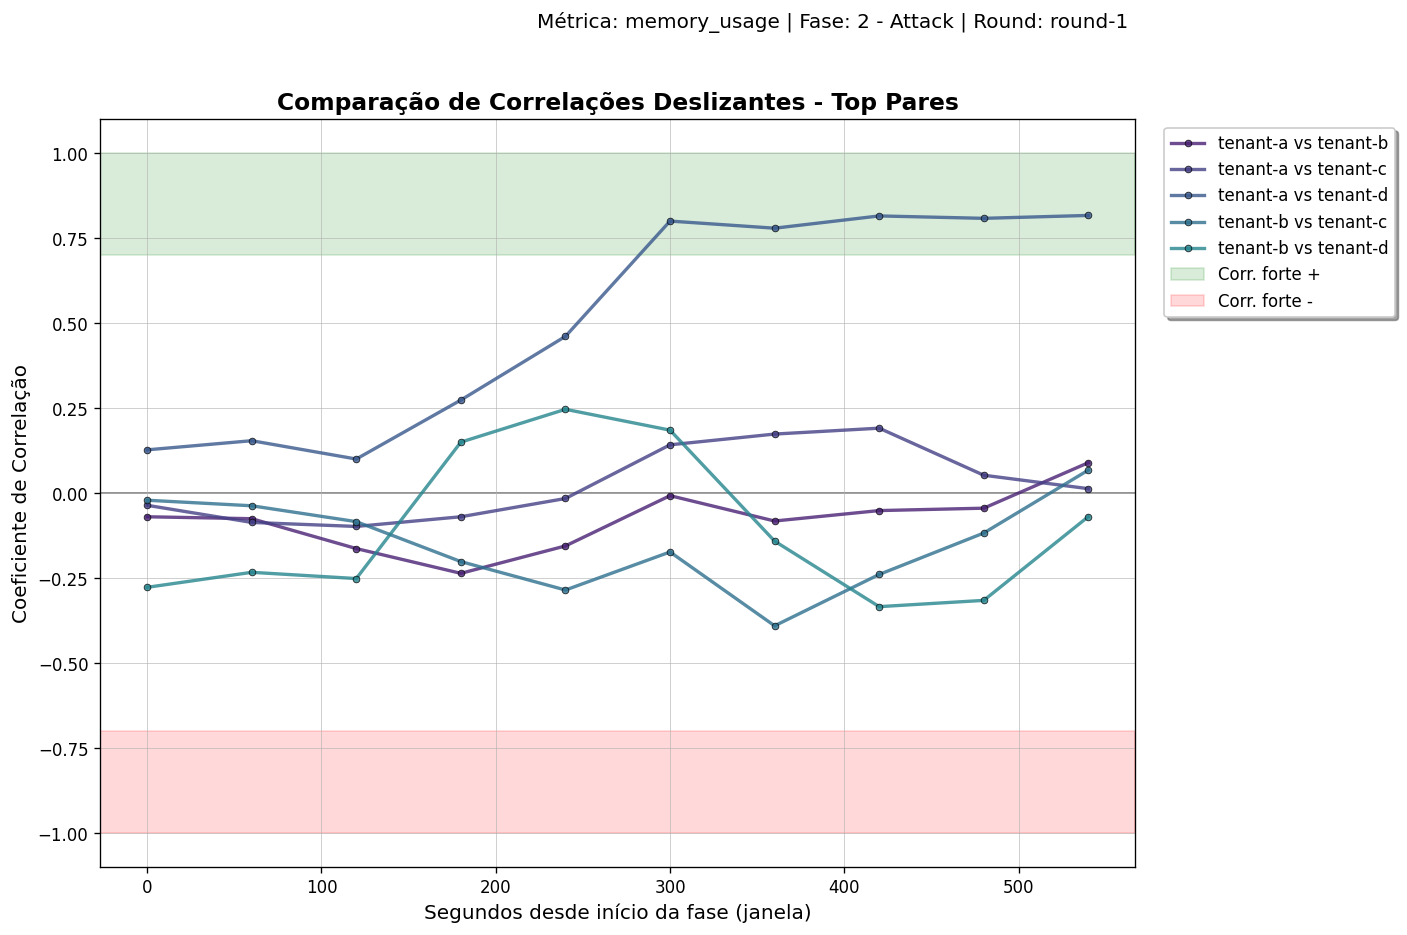 Métrica: memory_usage | Fase: 2 - Attack | Round: round-1
Comparação de Correlações Deslizantes - Top Pares
tenant-a vs tenant-b
tenant-a vs tenant-c
tenant-a vs tenant-d
tenant-b vs tenant-c
tenant-b vs tenant-d
Corr. forte +
Corr. forte -
Coeficiente de Correlação
1.00
0.75
0.50
0.25
0.00
−0.25
−0.50
−0.75
−1.00
0 100 200 300 400 500
Segundos desde início da fase (janela)